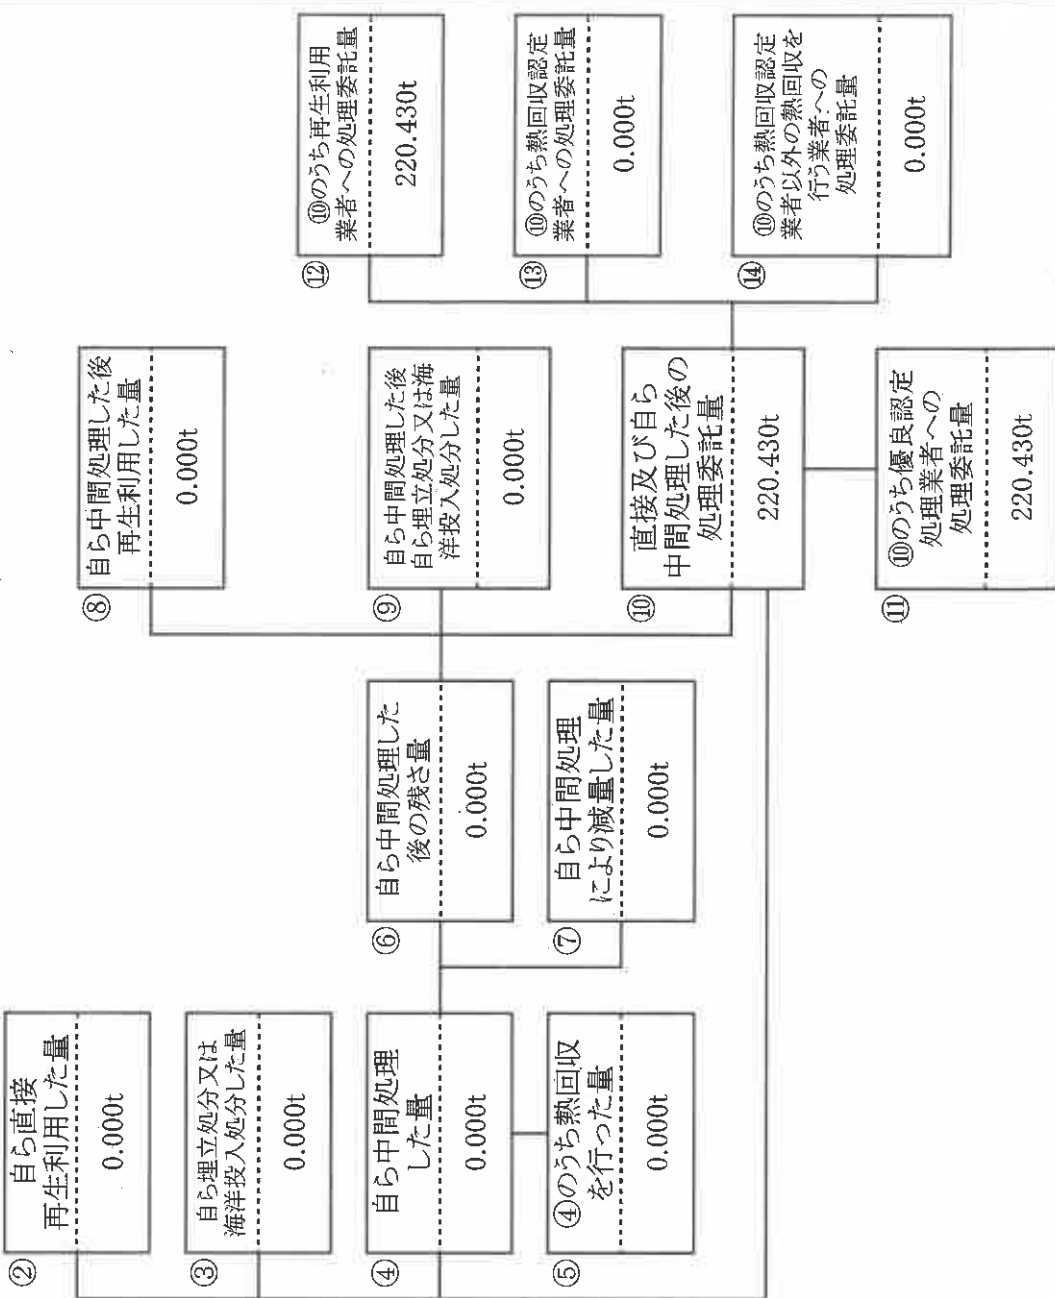 ②
自ら直接
再生利用した量
0.000t
③
自ら埋立処分又は
海洋投入処分した量
0.000t
④
自ら中間処理
した量
0.000t
⑤
④のうち熱回収
を行った量
0.000t
⑥
自ら中間処理した
後の残さ量
0.000t
⑦
自ら中間処理
により減量した量
0.000t
⑧
自ら中間処理した後
再生利用した量
0.000t
⑨
自ら中間処理した後
自ら埋立処分又は海
洋投入処分した量
0.000t
⑩
直接及び自ら
中間処理した後の
処理委託量
220.430t
⑪
⑩のうち優良認定
処理業者への
処理委託量
220.430t
⑫
⑩のうち再生利用
業者への処理委託量
220.430t
⑬
⑩のうち熱回収認定
業者への処理委託量
0.000t
⑭
⑩のうち熱回収認定
業者以外の熱回収を
行う業者への
処理委託量
0.000t